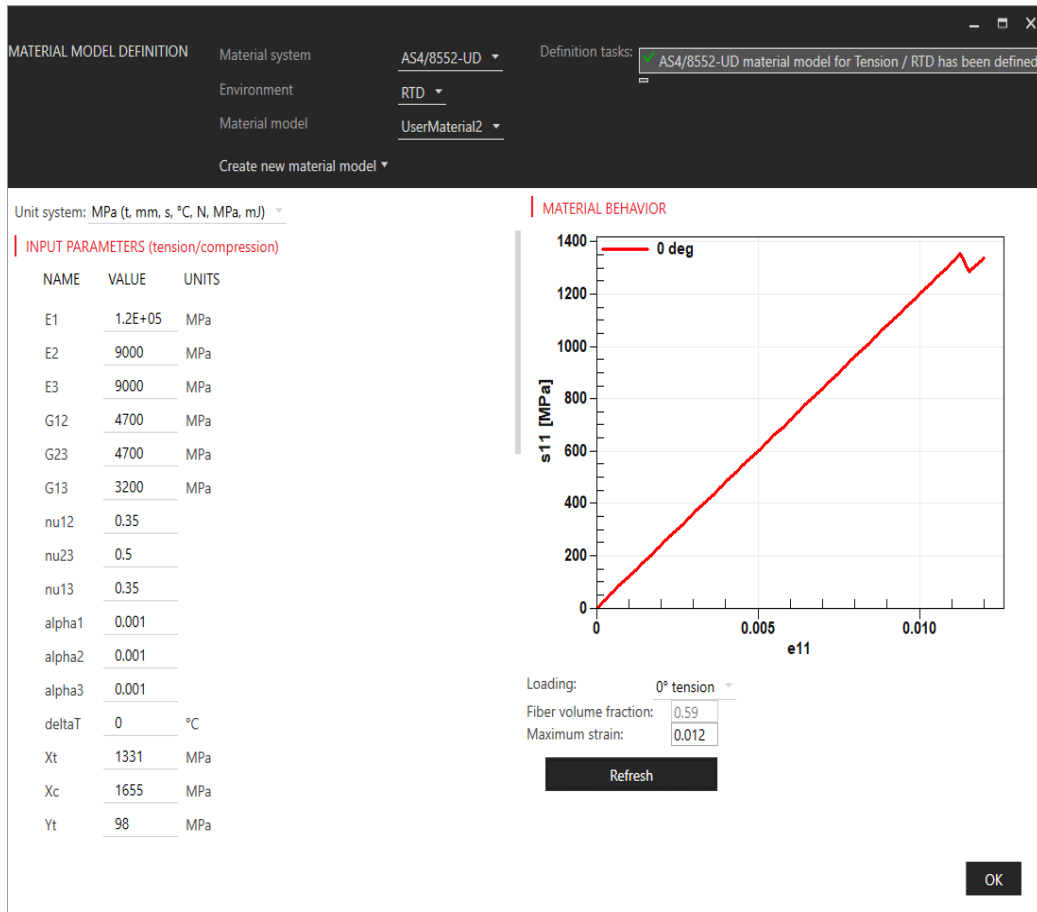 MATERIAL MODEL DEFINITION
Material system AS4/8552-UD
Environment RTD
Material model UserMaterial2
Create new material model
Definition tasks:
AS4/8552-UD material model for Tension / RTD has been defined
Unit system: MPa (t, mm, s, °C, N, MPa, mJ)
INPUT PARAMETERS (tension/compression)
NAME VALUE UNITS
E1 1.2E+05 MPa
E2 9000 MPa
E3 9000 MPa
G12 4700 MPa
G23 4700 MPa
G13 3200 MPa
nu12 0.35
nu23 0.5
nu13 0.35
alpha1 0.001
alpha2 0.001
alpha3 0.001
deltaT 0 °C
Xt 1331 MPa
Xc 1655 MPa
Yt 98 MPa
MATERIAL BEHAVIOR
0 deg
1400
1200
1000
800
600
400
200
0
s11 [MPa]
0 0.005 0.010
e11
Loading: 0° tension
Fiber volume fraction: 0.59
Maximum strain: 0.012
Refresh
OK